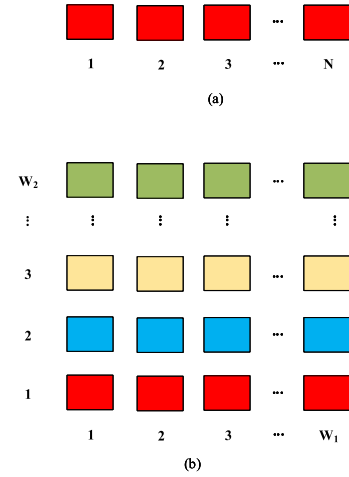 ...
1 2 3 ... N
(a)
W₂ ...
⋮ ⋮ ⋮ ⋮ ⋮
3 ...
2 ...
1 ...
1 2 3 ... W₁
(b)